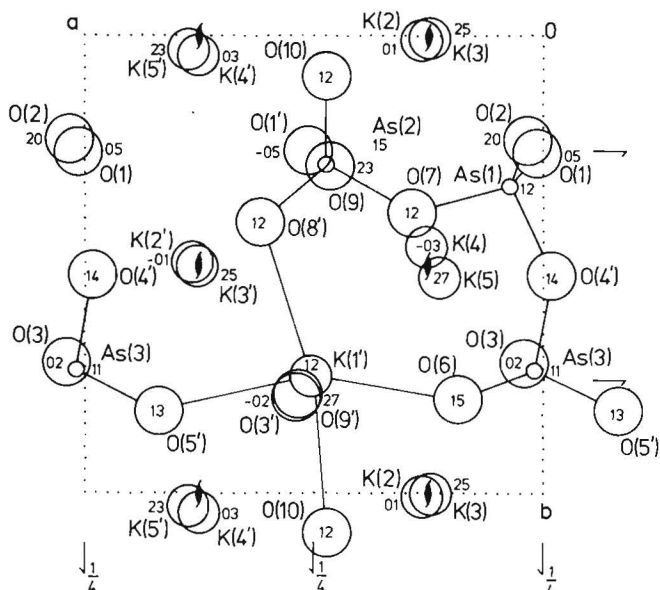 a
K(2)
25
0
23
03
O(10)
01
K(3)
K(5')
K(4')
12
O(2)
O(1')
As(2)
15
O(2)
20
05
-05
20
05
O(1)
23
O(7)
As(1)
12
O(1)
O(9)
12
12
O(8')
K(2')
-01
-03
K(4)
14
O(4')
25
K(3')
27
K(5)
14
O(4')
O(3)
O(3)
02
11
As(3)
12
K(1')
O(6)
02
11
As(3)
13
-02
27
15
13
O(5')
O(3')
O(9')
O(5')
K(2)
25
23
03
O(10)
01
K(3)
b
K(5')
K(4')
12
1/4
1/4
1/4